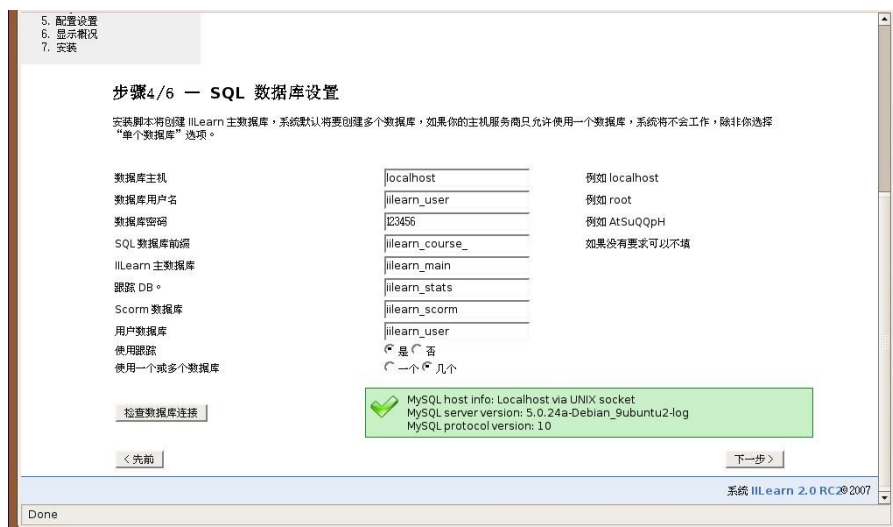 5. 配置设置
6. 显示概况
7. 安装
步骤4/6 — SQL 数据库设置
安装脚本将创建 IILearn 主数据库，系统默认将要创建多个数据库，如果你的主机服务商只允许使用一个数据库，系统将不会工作，除非你选择
“单个数据库”选项。
数据库主机 localhost 例如 localhost
数据库用户名 iilearn_user 例如 root
数据库密码 123456 例如 AtSuQQpH
SQL 数据库前缀 iilearn_course_ 如果没有要求可以不填
IILearn 主数据库 iilearn_main
跟踪 DB。 iilearn_stats
Scorm 数据库 iilearn_scorm
用户数据库 iilearn_user
使用跟踪 是 否
使用一个或多个数据库 一个 几个
检查数据库连接
MySQL host info: Localhost via UNIX socket
MySQL server version: 5.0.24a-Debian_9ubuntu2-log
MySQL protocol version: 10
< 先前 下一步 >
系统 IILearn 2.0 RC2© 2007
Done